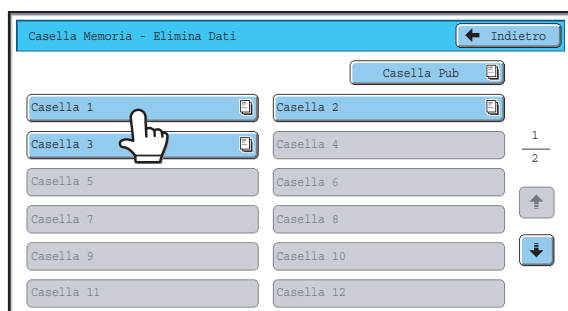 Casella Memoria - Elimina Dati
Indietro
Casella Pub
Casella 1
Casella 2
Casella 3
Casella 4
1
2
Casella 5
Casella 6
Casella 7
Casella 8
Casella 9
Casella 10
Casella 11
Casella 12